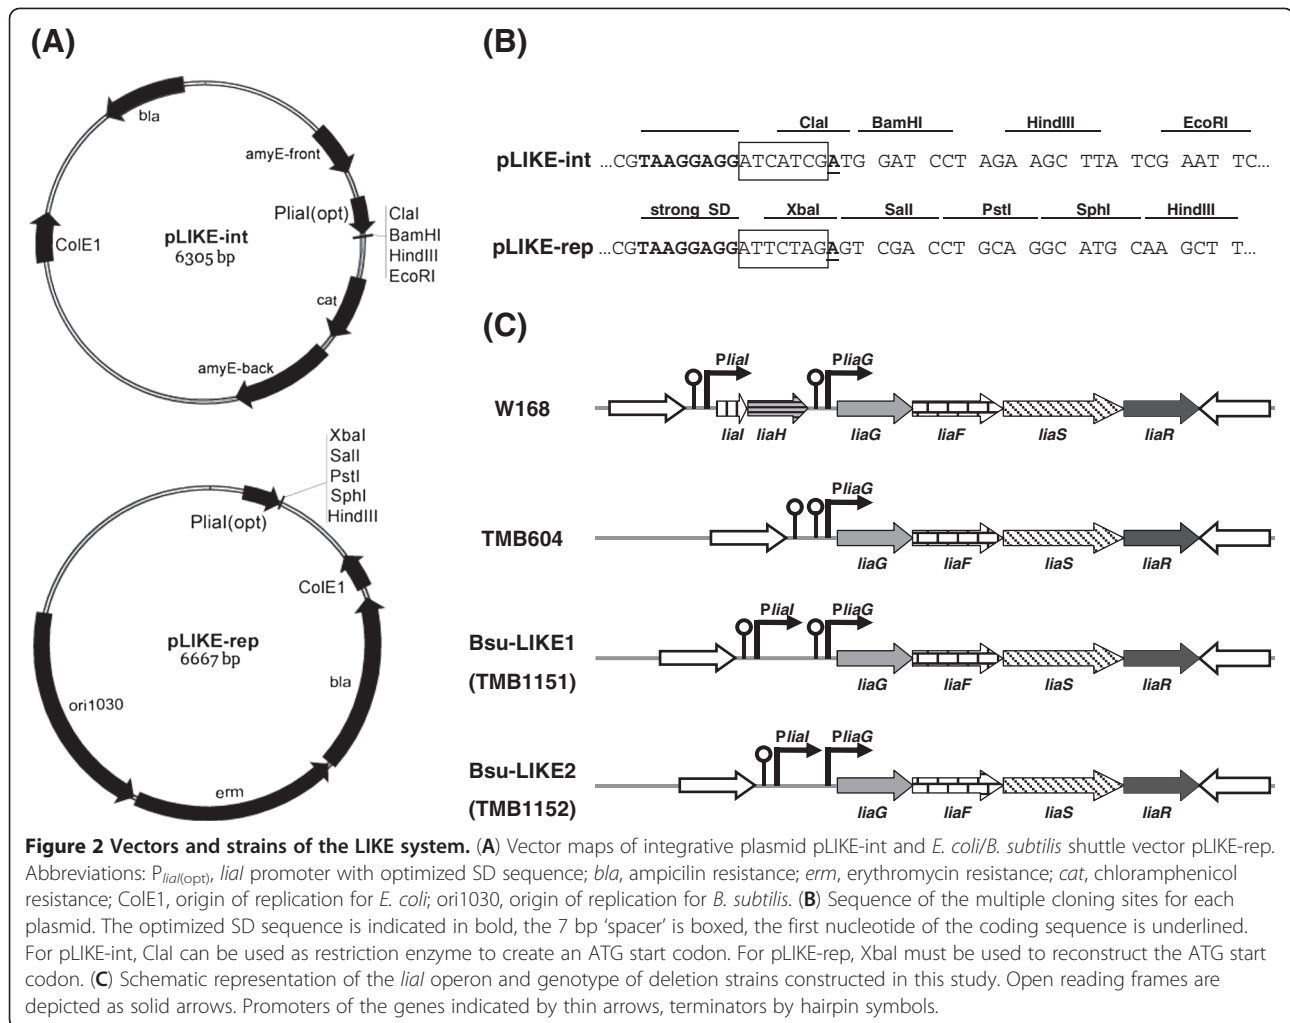 (A)
bla
amyE-front
PliaI(opt)
ClaI
BamHI
HindIII
EcoRI
ColE1
pLIKE-int
6305 bp
cat
amyE-back
XbaI
SalI
PstI
SphI
HindIII
PliaI(opt)
ColE1
pLIKE-rep
6667 bp
bla
ori1030
erm
(B)
ClaI BamHI HindIII EcoRI
pLIKE-int ...CGTAAGGAGGATCATCGATG GAT CCT AGA AGC TTA TCG AAT TC...
strong SD XbaI SalI PstI SphI HindIII
pLIKE-rep ...CGTAAGGAGGATTCTAGAGT CGA CCT GCA GGC ATG CAA GCT T...
(C)
PliaI PliaG
W168
liaI liaH liaG liaF liaS liaR
PliaG
TMB604
liaG liaF liaS liaR
PliaI PliaG
Bsu-LIKE1
(TMB1151)
liaG liaF liaS liaR
PliaI PliaG
Bsu-LIKE2
(TMB1152)
liaG liaF liaS liaR
Figure 2 Vectors and strains of the LIKE system. (A) Vector maps of integrative plasmid pLIKE-int and E. coli/B. subtilis shuttle vector pLIKE-rep.
Abbreviations: PliaI(opt), liaI promoter with optimized SD sequence; bla, ampicilin resistance; erm, erythromycin resistance; cat, chloramphenicol
resistance; ColE1, origin of replication for E. coli; ori1030, origin of replication for B. subtilis. (B) Sequence of the multiple cloning sites for each
plasmid. The optimized SD sequence is indicated in bold, the 7 bp 'spacer' is boxed, the first nucleotide of the coding sequence is underlined.
For pLIKE-int, ClaI can be used as restriction enzyme to create an ATG start codon. For pLIKE-rep, XbaI must be used to reconstruct the ATG start
codon. (C) Schematic representation of the liaI operon and genotype of deletion strains constructed in this study. Open reading frames are
depicted as solid arrows. Promoters of the genes indicated by thin arrows, terminators by hairpin symbols.